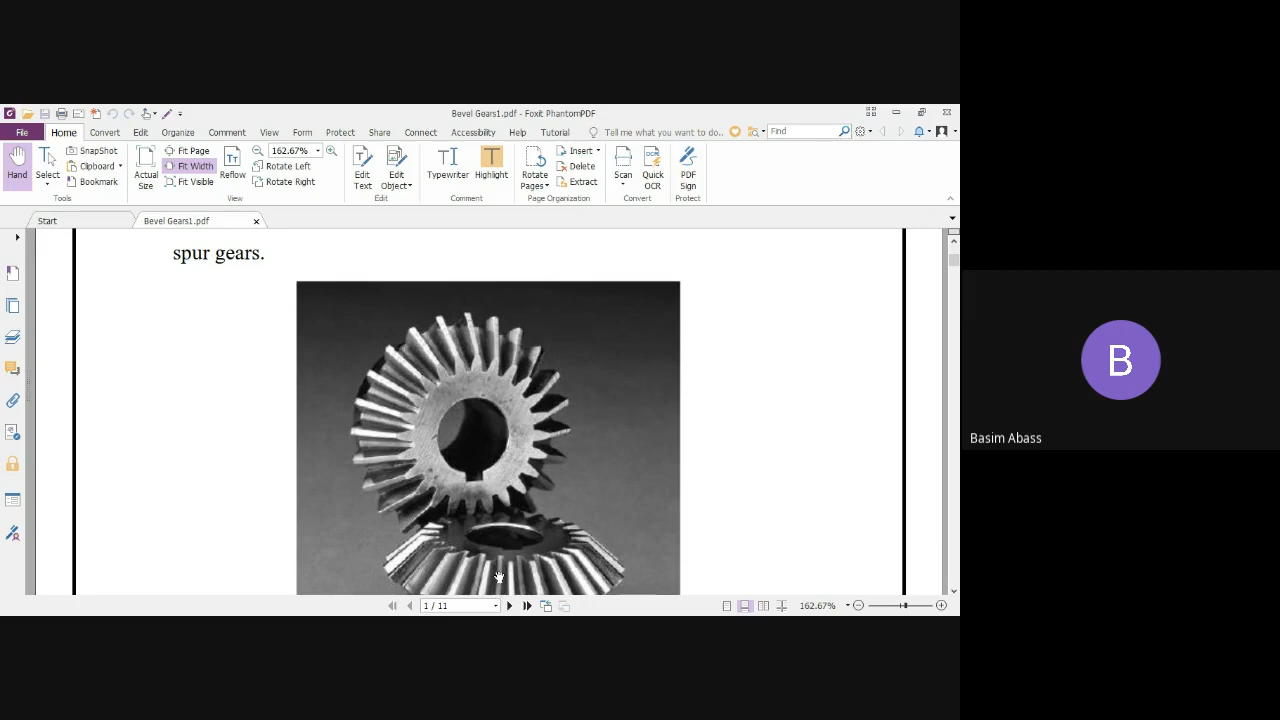 Bevel Gears1.pdf - Foxit PhantomPDF
File Home Convert Edit Organize Comment View Form Protect Share Connect Accessibility Help Tutorial Tell me what you want to do.. Find
Hand
Select
SnapShot
Clipboard
Bookmark
Tools
Actual Size
Fit Page
Fit Width
Fit Visible
Reflow
162.67%
Rotate Left
Rotate Right
View
Edit Text
Edit Object
Edit
Typewriter
Highlight
Comment
Rotate Pages
Insert
Delete
Extract
Page Organization
Scan
Quick OCR
Convert
PDF Sign
Protect
Start
Bevel Gears1.pdf
spur gears.
B
Basim Abass
1 / 11
162.67%